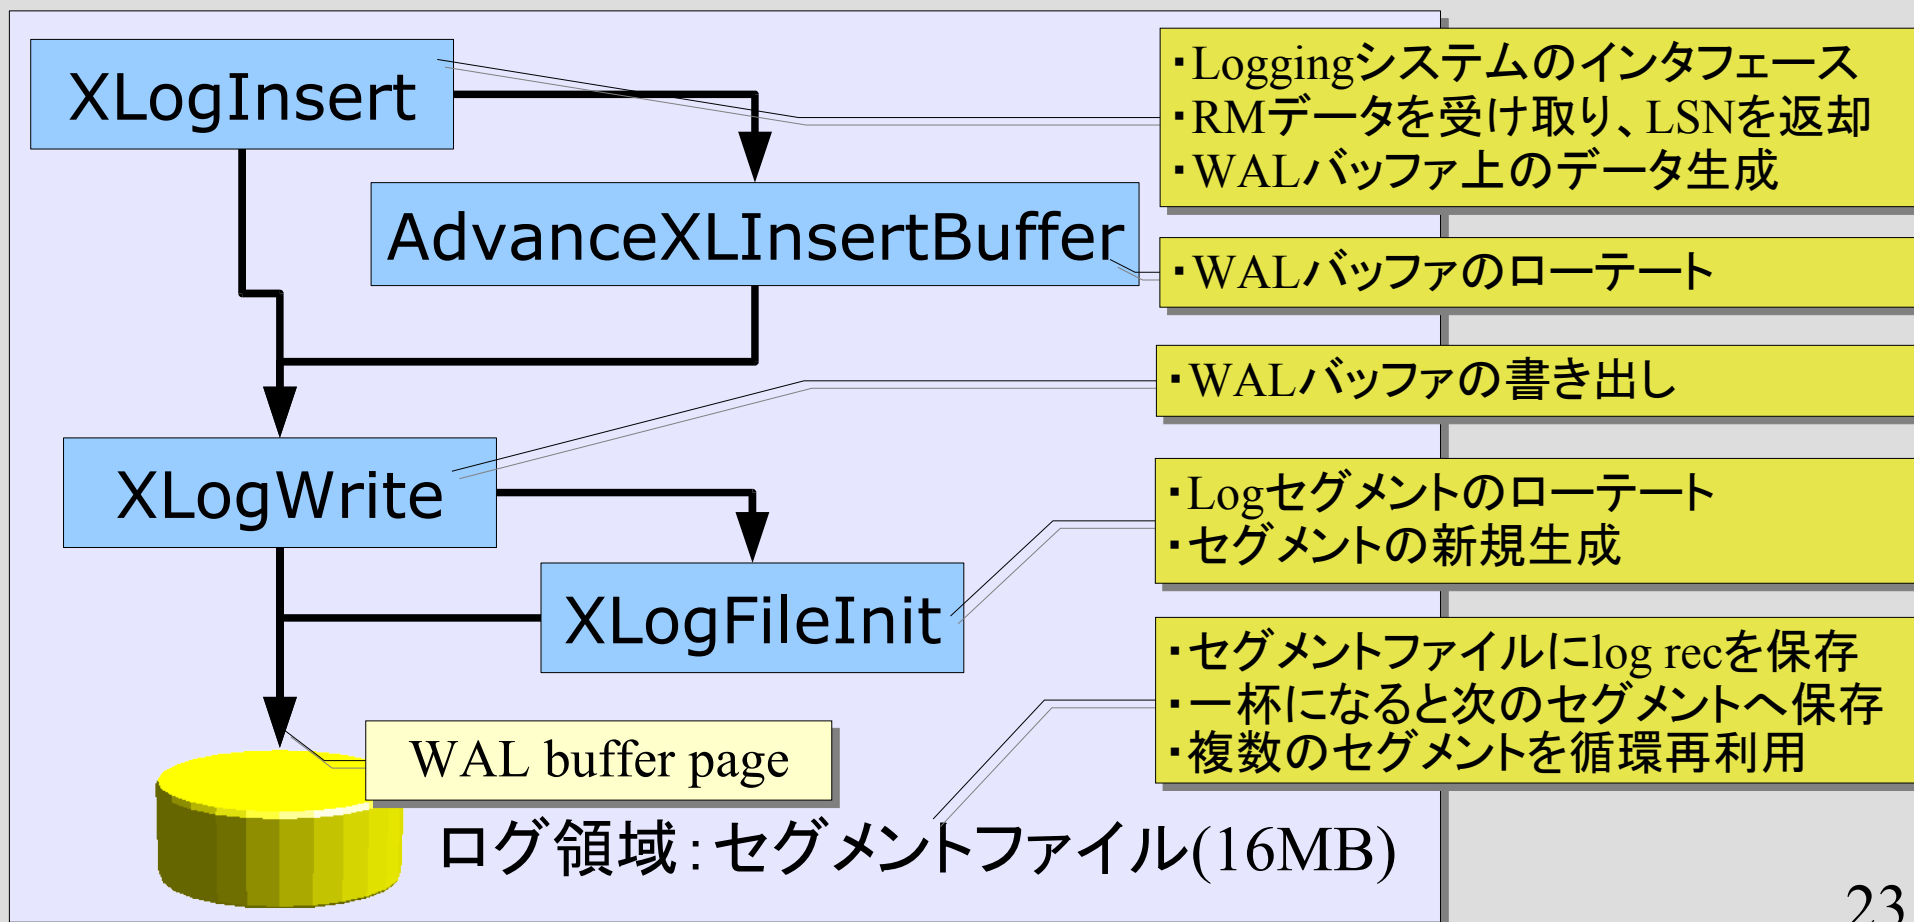 XLogInsert
・Loggingシステムのインタフェース
・RMデータを受け取り、LSNを返却
・WALバッファ上のデータ生成
AdvanceXLInsertBuffer
・WALバッファのローテート
・WALバッファの書き出し
XLogWrite
・Logセグメントのローテート
・セグメントの新規生成
XLogFileInit
・セグメントファイルにlog recを保存
・一杯になると次のセグメントへ保存
・複数のセグメントを循環再利用
WAL buffer page
ログ領域：セグメントファイル(16MB)
23